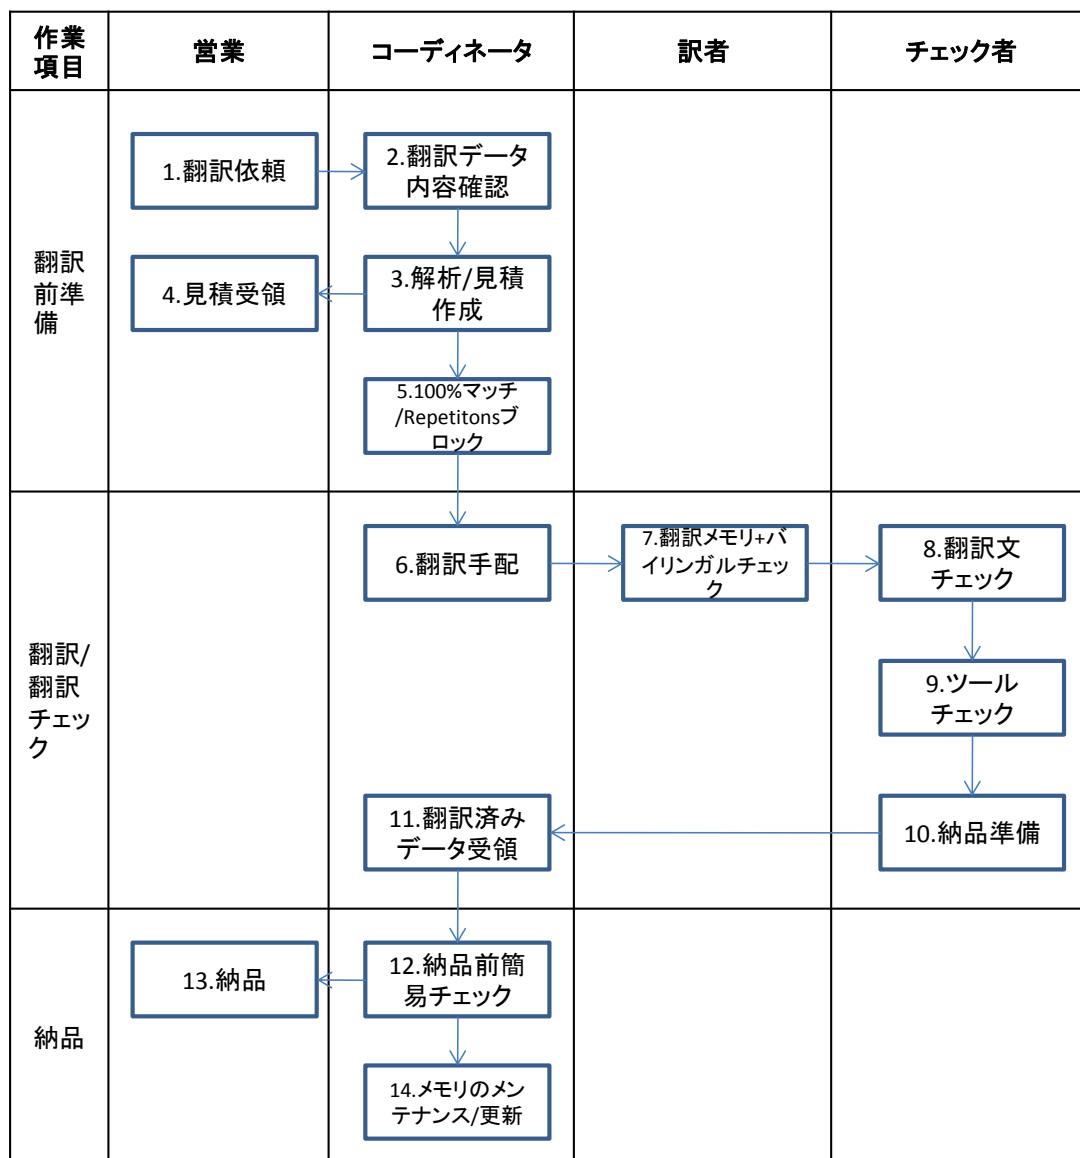 作業
項目
営業
コーディネータ
訳者
チェック者
翻訳
前準
備
1.翻訳依頼
2.翻訳データ
内容確認
4.見積受領
3.解析/見積
作成
5.100%マッチ
/Repetitonsブ
ロック
翻訳/
翻訳
チェッ
ク
6.翻訳手配
7.翻訳メモリ+バ
イリンガルチェッ
ク
8.翻訳文
チェック
9.ツール
チェック
11.翻訳済み
データ受領
10.納品準備
納品
13.納品
12.納品前簡
易チェック
14.メモリのメン
テナンス/更新